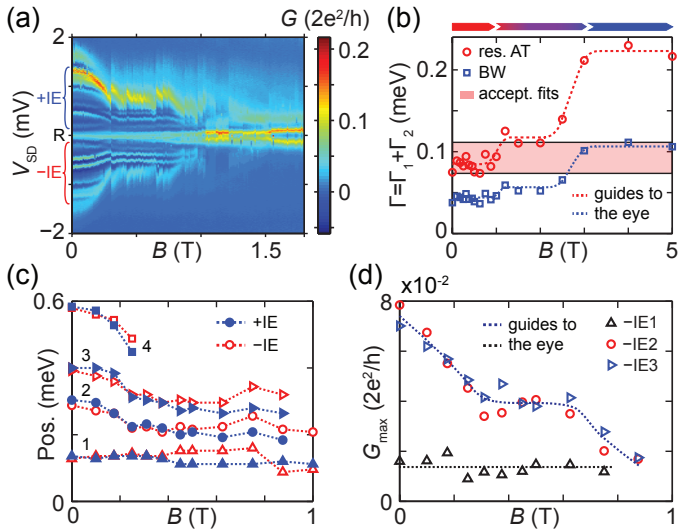 (a)
G (2e²/h)
2
+IE
R
−IE
−2
V_SD (mV)
0
B (T)
1.5
0.2
0.1
0
(b)
res. AT
BW
accept. fits
guides to
the eye
0.2
0.1
0
Γ=Γ₁+Γ₂ (meV)
0
B (T)
5
(c)
0.6
+IE
−IE
4
3
2
1
Pos. (meV)
0
0
B (T)
1
(d)
x10⁻²
8
guides to
the eye
−IE1
−IE2
−IE3
4
0
G_max (2e²/h)
0
B (T)
1